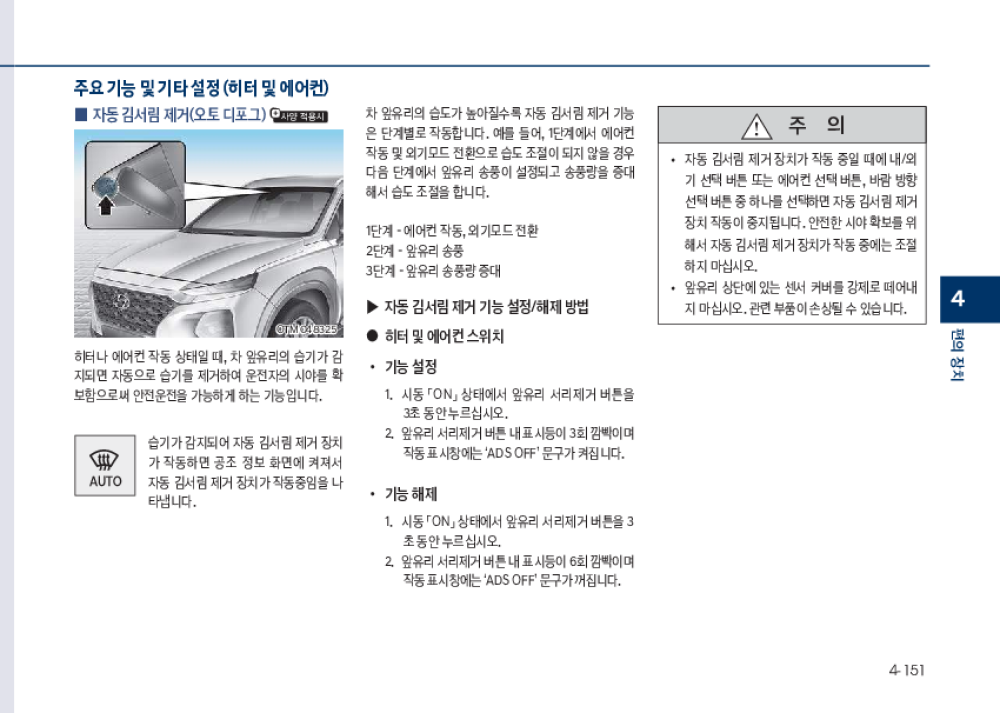 주요 기능 및 기타 설정 (히터 및 에어컨)
■ 자동 김서림 제거(오토 디포그) 사양 적용시
OTM048325
히터나 에어컨 작동 상태일 때, 차 앞유리의 습기가 감
지되면 자동으로 습기를 제거하여 운전자의 시야를 확
보함으로써 안전운전을 가능하게 하는 기능입니다.
AUTO
습기가 감지되어 자동 김서림 제거 장치
가 작동하면 공조 정보 화면에 켜져서
자동 김서림 제거 장치가 작동중임을 나
타냅니다.
차 앞유리의 습도가 높아질수록 자동 김서림 제거 기능
은 단계별로 작동합니다. 예를 들어, 1단계에서 에어컨
작동 및 외기모드 전환으로 습도 조절이 되지 않을 경우
다음 단계에서 앞유리 송풍이 설정되고 송풍량을 증대
해서 습도 조절을 합니다.
1단계 - 에어컨 작동, 외기모드 전환
2단계 - 앞유리 송풍
3단계 - 앞유리 송풍량 증대
▶ 자동 김서림 제거 기능 설정/해제 방법
● 히터 및 에어컨 스위치
• 기능 설정
1. 시동 ｢ON｣ 상태에서 앞유리 서리제거 버튼을
3초 동안 누르십시오.
2. 앞유리 서리제거 버튼 내 표시등이 3회 깜빡이며
작동 표시창에는 ‘ADS OFF’ 문구가 켜집니다.
• 기능 해제
1. 시동 ｢ON｣ 상태에서 앞유리 서리제거 버튼을 3
초 동안 누르십시오.
2. 앞유리 서리제거 버튼 내 표시등이 6회 깜빡이며
작동 표시창에는 ‘ADS OFF’ 문구가 꺼집니다.
주 의
• 자동 김서림 제거 장치가 작동 중일 때에 내/외
기 선택 버튼 또는 에어컨 선택 버튼, 바람 방향
선택 버튼 중 하나를 선택하면 자동 김서림 제거
장치 작동이 중지됩니다. 안전한 시야 확보를 위
해서 자동 김서림 제거 장치가 작동 중에는 조절
하지 마십시오.
• 앞유리 상단에 있는 센서 커버를 강제로 떼어내
지 마십시오. 관련 부품이 손상될 수 있습니다.
4
편의 장치
4-151